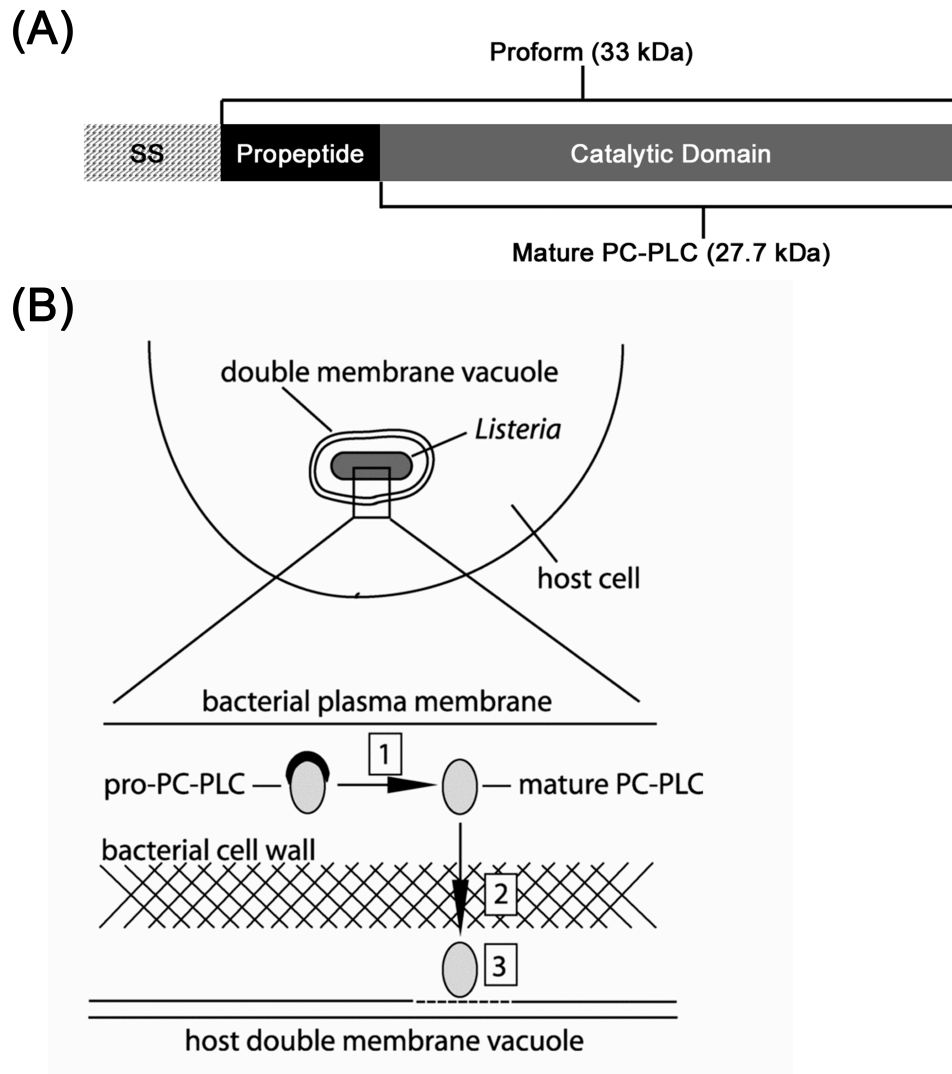 (A)
Proform (33 kDa)
SS
Propeptide
Catalytic Domain
Mature PC-PLC (27.7 kDa)
(B)
double membrane vacuole
Listeria
host cell
bacterial plasma membrane
1
pro-PC-PLC
mature PC-PLC
bacterial cell wall
2
3
host double membrane vacuole